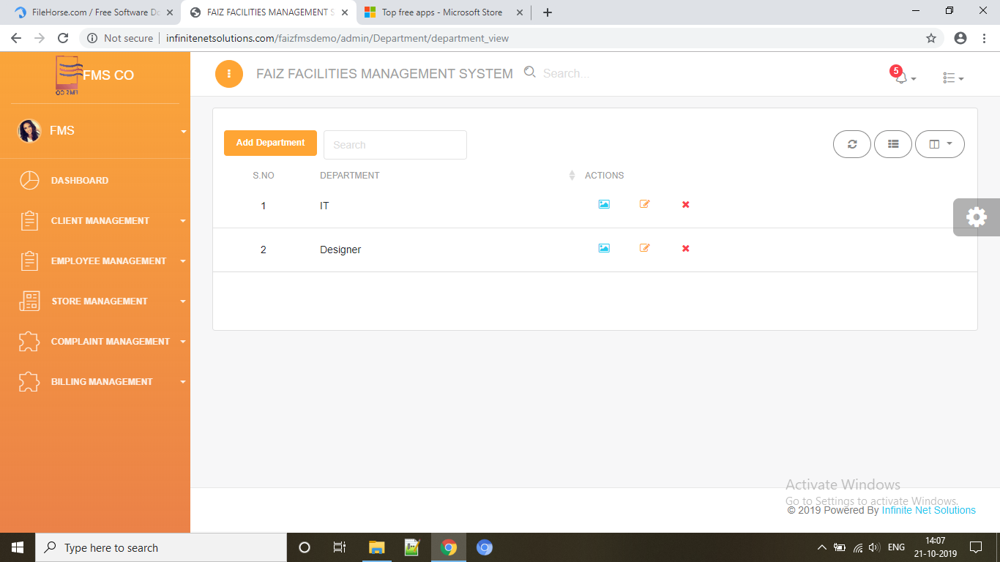 FileHorse.com / Free Software Do
FAIZ FACILITIES MANAGEMENT S
Top free apps - Microsoft Store
Not secure
infinitenetsolutions.com/faizfmsdemo/admin/Department/department_view
FMS CO
FMS CO
FAIZ FACILITIES MANAGEMENT SYSTEM
Search...
5
FMS
Add Department
Search
S.NO DEPARTMENT ACTIONS
1 IT
2 Designer
DASHBOARD
CLIENT MANAGEMENT
EMPLOYEE MANAGEMENT
STORE MANAGEMENT
COMPLAINT MANAGEMENT
BILLING MANAGEMENT
Activate Windows
Go to Settings to activate Windows.
© 2019 Powered By Infinite Net Solutions
Type here to search
ENG
14:07
21-10-2019